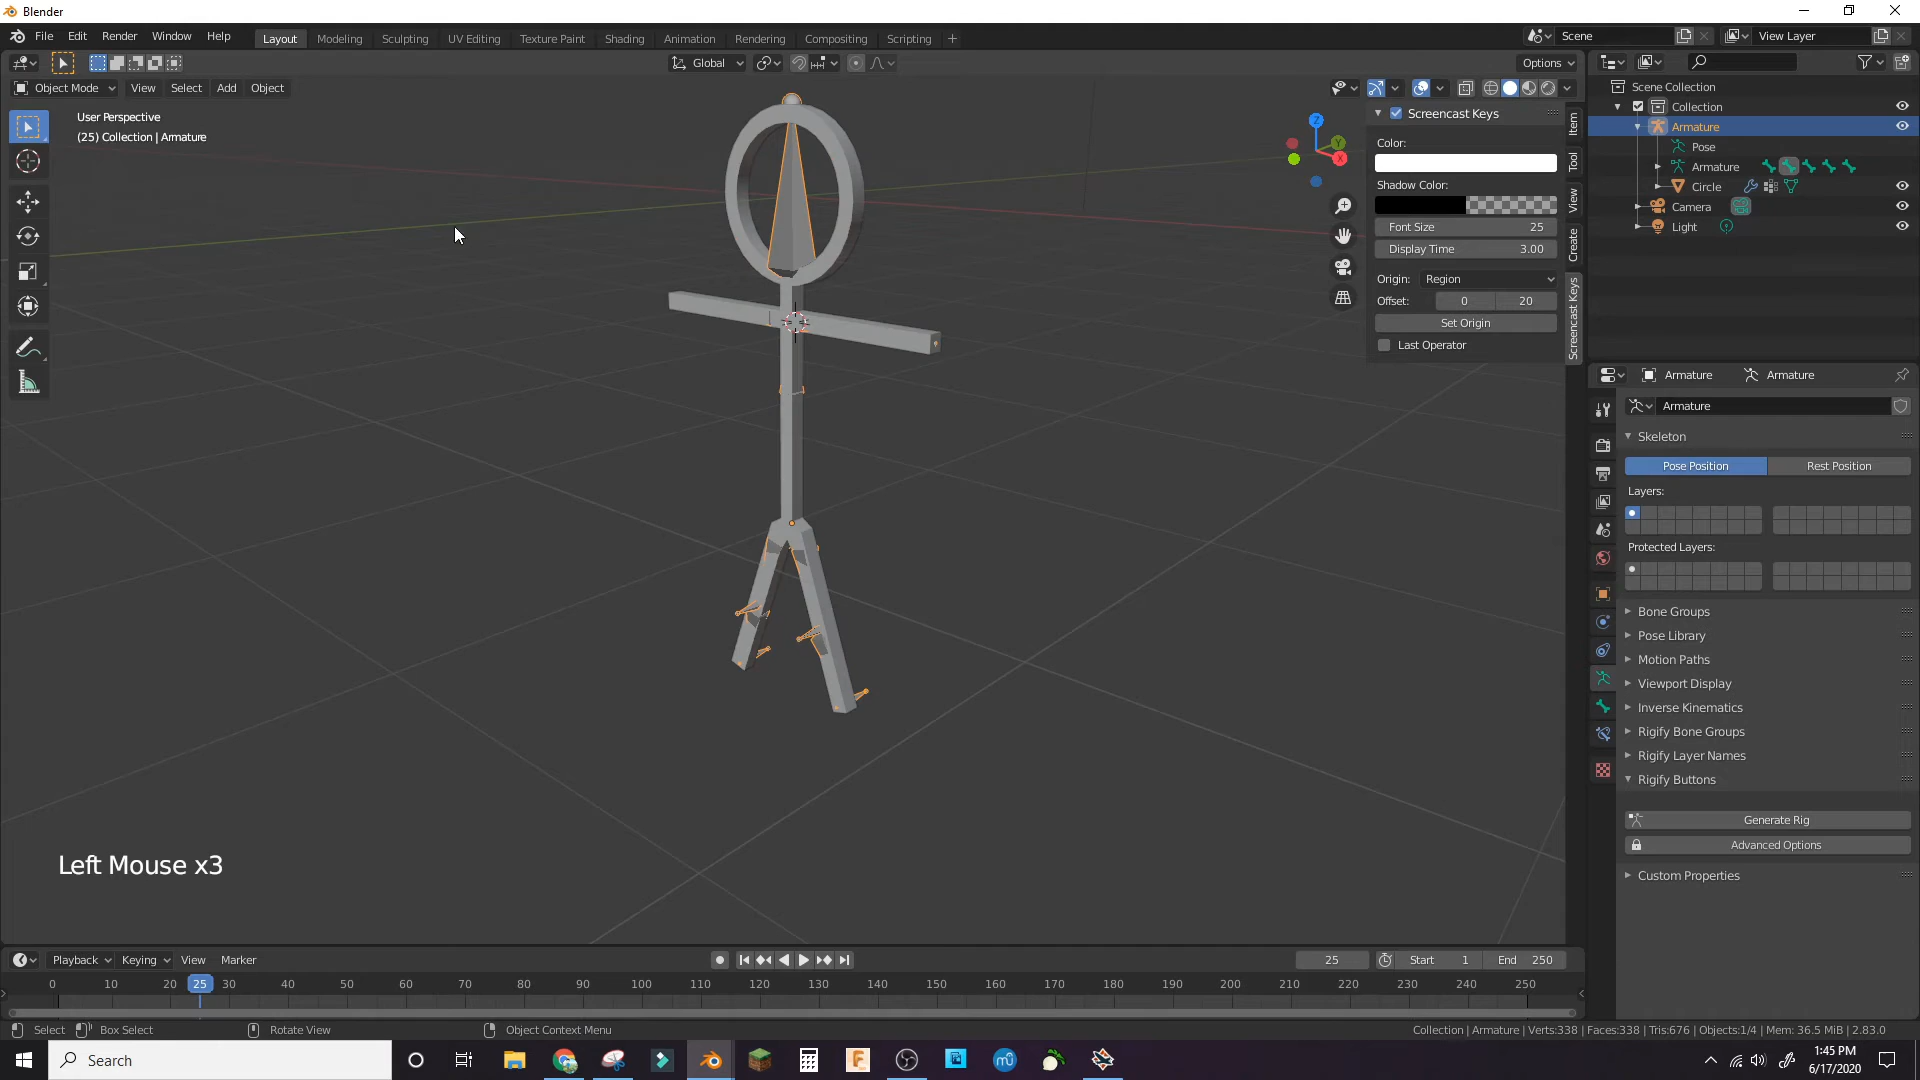 Blender
File Edit Render Window Help Layout Modeling Sculpting UV Editing Texture Paint Shading Animation Rendering Compositing Scripting Scene View Layer
Global Options
Object Mode View Select Add Object
User Perspective
(25) Collection | Armature
Screencast Keys
Color:
Shadow Color:
Font Size 25
Display Time 3.00
Origin: Region
Offset: 0 20
Set Origin
Last Operator
Item
Tool
View
Create
Screencast Keys
X
Y
Z
Scene Collection
Collection
Armature
Pose
Armature
Circle
Camera
Light
Armature Armature
Armature
Skeleton
Pose Position Rest Position
Layers:
Protected Layers:
Bone Groups
Pose Library
Motion Paths
Viewport Display
Inverse Kinematics
Rigify Bone Groups
Rigify Layer Names
Rigify Buttons
Generate Rig
Advanced Options
Custom Properties
Left Mouse x3
Playback Keying View Marker 25 Start 1 End 250
0 10 20 25 30 40 50 60 70 80 90 100 110 120 130 140 150 160 170 180 190 200 210 220 230 240 250
Select Box Select Rotate View Object Context Menu Collection | Armature | Verts:338 | Faces:338 | Tris:676 | Objects:1/4 | Mem: 36.5 MiB | 2.83.0
Search
1:45 PM
6/17/2020